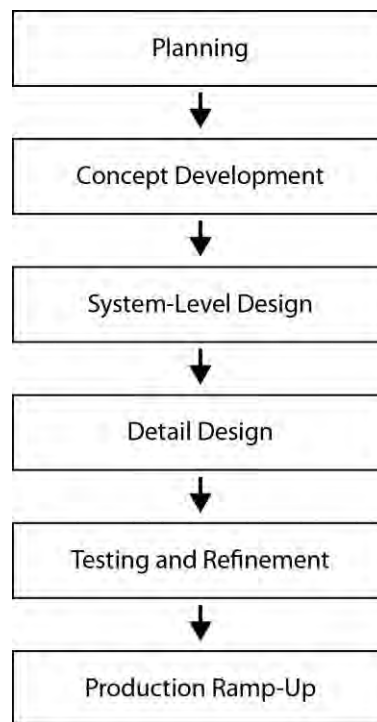 Planning
Concept Development
System-Level Design
Detail Design
Testing and Refinement
Production Ramp-Up